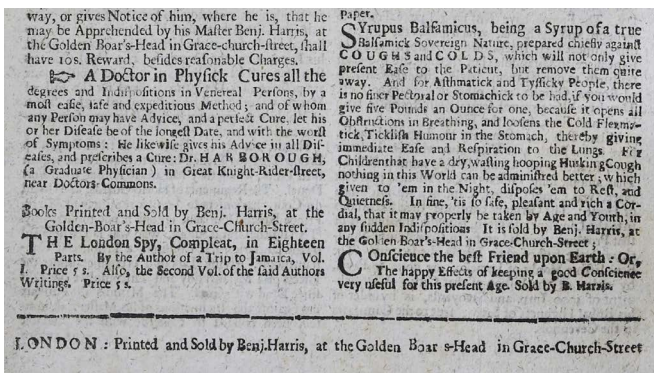 way, or gives Notice of him, where he is, that he
may be Apprehended by his Master Benj. Harris, at
the Golden Boar's-Head in Grace-church-street, shall
have 10s. Reward, besides reasonable Charges.
☞ A Doctor in Physick Cures all the
degrees and Indispositions in Venereal Persons, by a
most easie, safe and expeditious Method; and of whom
any Person may have Advice, and a perfect Cure, let his
or her Disease be of the longest Date, and with the worst
of Symptoms: He likewise gives his Advice in all Dis-
eases, and prescribes a Cure: Dr. HARBOROUGH,
(a Graduate Physician) in Great Knight-Rider-street,
near Doctors-Commons.
Books Printed and Sold by Benj. Harris, at the
Golden-Boar's-Head in Grace-Church-Street.
THE London Spy, Compleat, in Eighteen
Parts. By the Author of a Trip to Jamaica, Vol.
I. Price 5 s. Also, the Second Vol. of the said Authors
Writings. Price 5 s.
Paper.
SYrupus Balsamicus, being a Syrup of a true
Balsamick Sovereign Nature, prepared chiefly against
COUGHS and COLDS, which will not only give
present Ease to the Patient, but remove them quite
away. And for Asthmatick and Tyssicky People, there
is no finer Pectoral or Stomachick to be had, if you would
give five Pounds an Ounce for one, because it opens all
Obstructions in Breathing, and loosens the Cold Flegma-
tick, Ticklish Humour in the Stomach, thereby giving
immediate Ease and Respiration to the Lungs. For
Children that have a dry, wasting hooping Husking Cough
nothing in this World can be administred better; which
given to 'em in the Night, disposes 'em to Rest, and
Quietness. In fine, 'tis so safe, pleasant and rich a Cor-
dial, that it may properly be taken by Age and Youth, in
any sudden Indispositions It is sold by Benj. Harris, at
the Golden Boar's-Head in Grace-Church-Street;
COnscience the best Friend upon Earth: Or,
The happy Effects of keeping a good Conscience
very useful for this present Age. Sold by B. Harris.
LONDON: Printed and Sold by Benj. Harris, at the Golden Boar s-Head in Grace-Church-Street